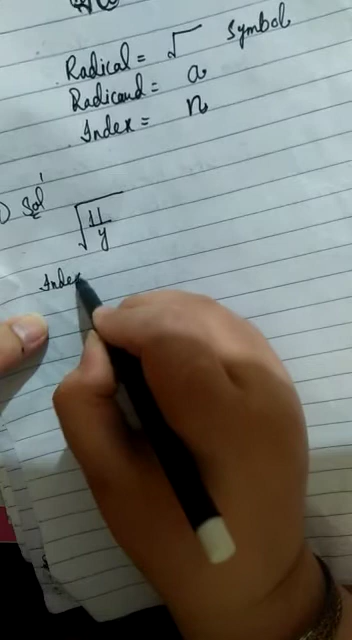 Radical = √ Symbol
Radicand = a
Index = n
) Sol
√11/y
Index